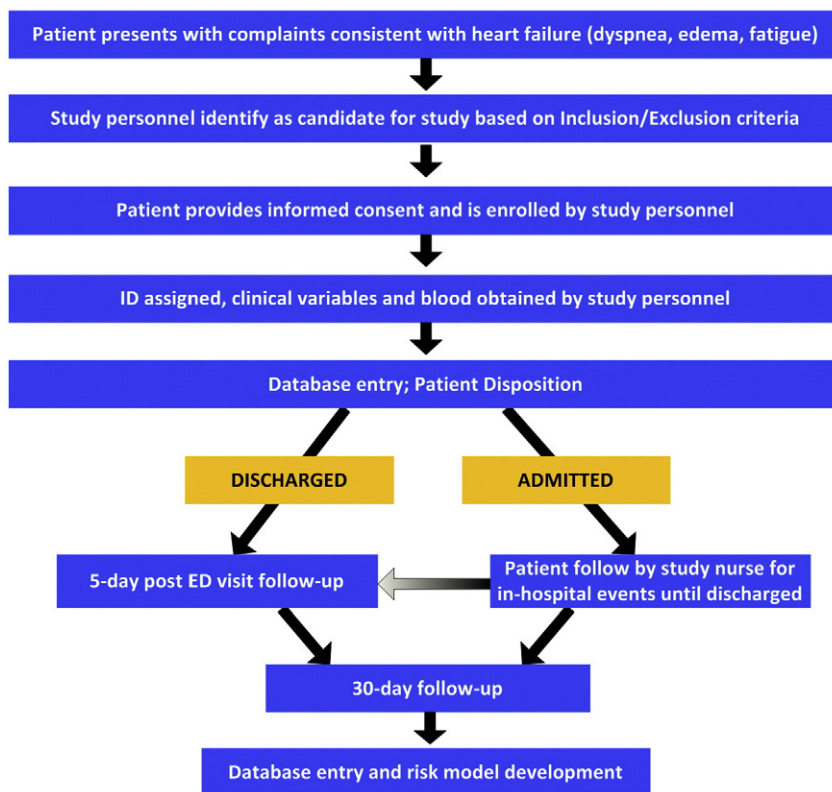 Patient presents with complaints consistent with heart failure (dyspnea, edema, fatigue)
Study personnel identify as candidate for study based on Inclusion/Exclusion criteria
Patient provides informed consent and is enrolled by study personnel
ID assigned, clinical variables and blood obtained by study personnel
Database entry; Patient Disposition
DISCHARGED
ADMITTED
5-day post ED visit follow-up
Patient follow by study nurse for
in-hospital events until discharged
30-day follow-up
Database entry and risk model development